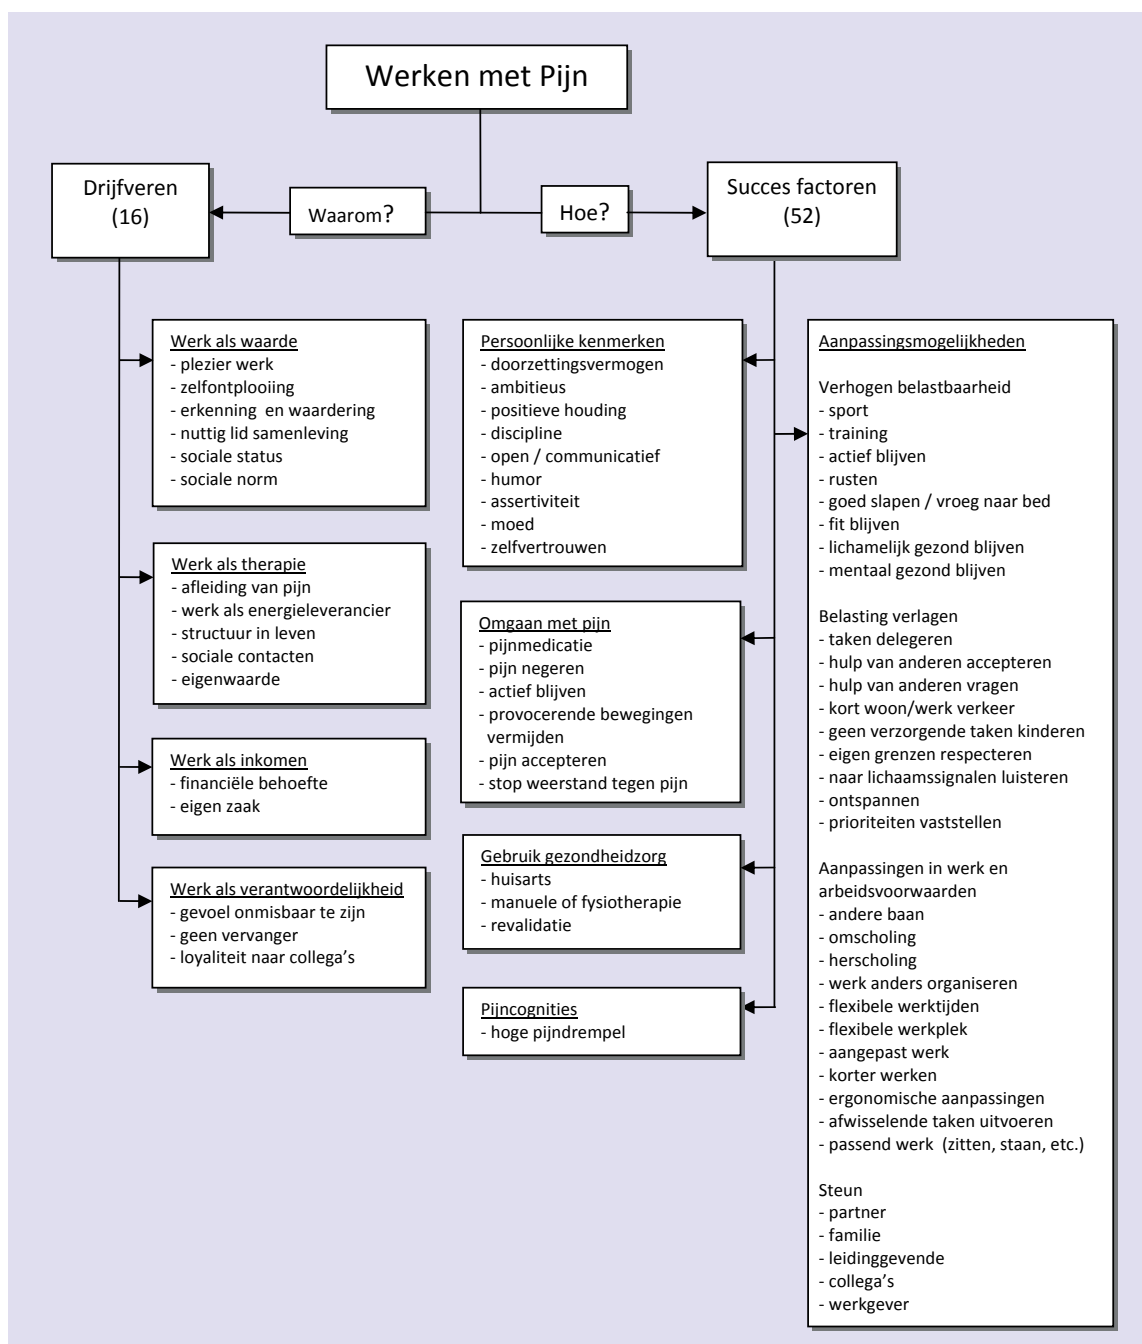 Werken met Pijn
Drijfveren
(16)
Waarom?
Hoe?
Succes factoren
(52)
Werk als waarde
- plezier werk
- zelfontplooiing
- erkenning en waardering
- nuttig lid samenleving
- sociale status
- sociale norm
Werk als therapie
- afleiding van pijn
- werk als energieleverancier
- structuur in leven
- sociale contacten
- eigenwaarde
Werk als inkomen
- financiële behoefte
- eigen zaak
Werk als verantwoordelijkheid
- gevoel onmisbaar te zijn
- geen vervanger
- loyaliteit naar collega's
Persoonlijke kenmerken
- doorzettingsvermogen
- ambitieus
- positieve houding
- discipline
- open / communicatief
- humor
- assertiviteit
- moed
- zelfvertrouwen
Omgaan met pijn
- pijnmedicatie
- pijn negeren
- actief blijven
- provocerende bewegingen
vermijden
- pijn accepteren
- stop weerstand tegen pijn
Gebruik gezondheidzorg
- huisarts
- manuele of fysiotherapie
- revalidatie
Pijncognities
- hoge pijndrempel
Aanpassingsmogelijkheden
Verhogen belastbaarheid
- sport
- training
- actief blijven
- rusten
- goed slapen / vroeg naar bed
- fit blijven
- lichamelijk gezond blijven
- mentaal gezond blijven
Belasting verlagen
- taken delegeren
- hulp van anderen accepteren
- hulp van anderen vragen
- kort woon/werk verkeer
- geen verzorgende taken kinderen
- eigen grenzen respecteren
- naar lichaamssignalen luisteren
- ontspannen
- prioriteiten vaststellen
Aanpassingen in werk en
arbeidsvoorwaarden
- andere baan
- omscholing
- herscholing
- werk anders organiseren
- flexibele werktijden
- flexibele werkplek
- aangepast werk
- korter werken
- ergonomische aanpassingen
- afwisselende taken uitvoeren
- passend werk (zitten, staan, etc.)
Steun
- partner
- familie
- leidinggevende
- collega's
- werkgever